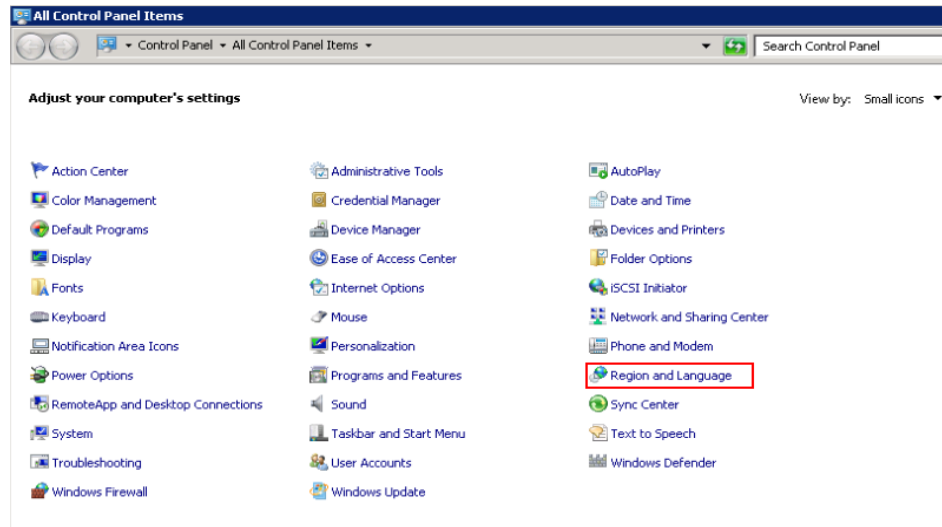 All Control Panel Items
Control Panel All Control Panel Items Search Control Panel
Adjust your computer's settings View by: Small icons
Action Center Administrative Tools AutoPlay
Color Management Credential Manager Date and Time
Default Programs Device Manager Devices and Printers
Display Ease of Access Center Folder Options
Fonts Internet Options iSCSI Initiator
Keyboard Mouse Network and Sharing Center
Notification Area Icons Personalization Phone and Modem
Power Options Programs and Features Region and Language
RemoteApp and Desktop Connections Sound Sync Center
System Taskbar and Start Menu Text to Speech
Troubleshooting User Accounts Windows Defender
Windows Firewall Windows Update